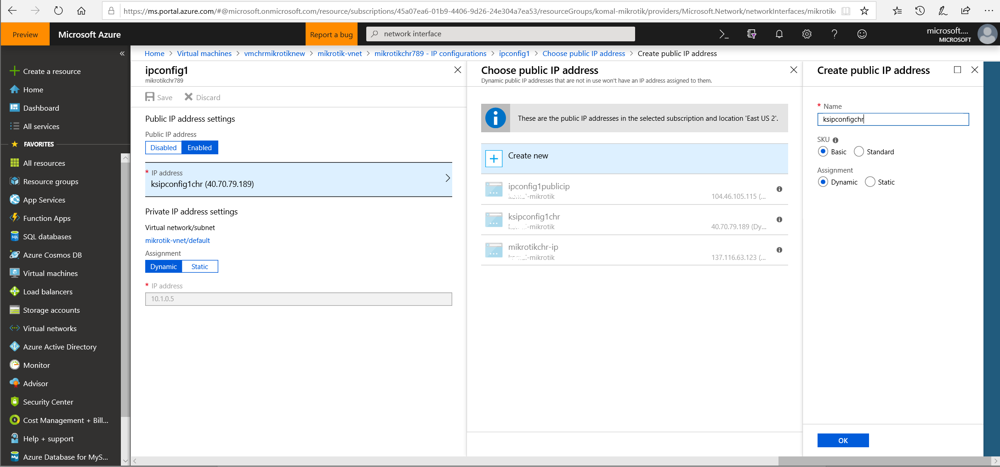 https://ms.portal.azure.com/#@microsoft.onmicrosoft.com/resource/subscriptions/45a07ea6-01b9-4406-9d26-24e304a7ea53/resourceGroups/komal-mikrotik/providers/Microsoft.Network/networkInterfaces/mikrotik
Preview
Microsoft Azure
Report a bug
network interface
microsoft....
MICROSOFT
Home > Virtual machines > vmchrmikrotiknew > mikrotik-vnet > mikrotikchr789 - IP configurations > ipconfig1 > Choose public IP address > Create public IP address
Create a resource
Home
Dashboard
All services
FAVORITES
All resources
Resource groups
App Services
Function Apps
SQL databases
Azure Cosmos DB
Virtual machines
Load balancers
Storage accounts
Virtual networks
Azure Active Directory
Monitor
Advisor
Security Center
Cost Management + Bill...
Help + support
Azure Database for MyS...
ipconfig1
mikrotikchr789
Save Discard
Public IP address settings
Public IP address
Disabled Enabled
* IP address
ksipconfig1chr (40.70.79.189)
Private IP address settings
Virtual network/subnet
mikrotik-vnet/default
Assignment
Dynamic Static
* IP address
10.1.0.5
Choose public IP address
Dynamic public IP addresses that are not in use won't have an IP address assigned to them.
These are the public IP addresses in the selected subscription and location 'East US 2'.
Create new
ipconfig1publicip
-mikrotik 104.46.105.115 (...
ksipconfig1chr
-mikrotik 40.70.79.189 (Dy...
mikrotikchr-ip
-mikrotik 137.116.63.123 (...
Create public IP address
* Name
ksipconfigchr
SKU
Basic Standard
Assignment
Dynamic Static
OK